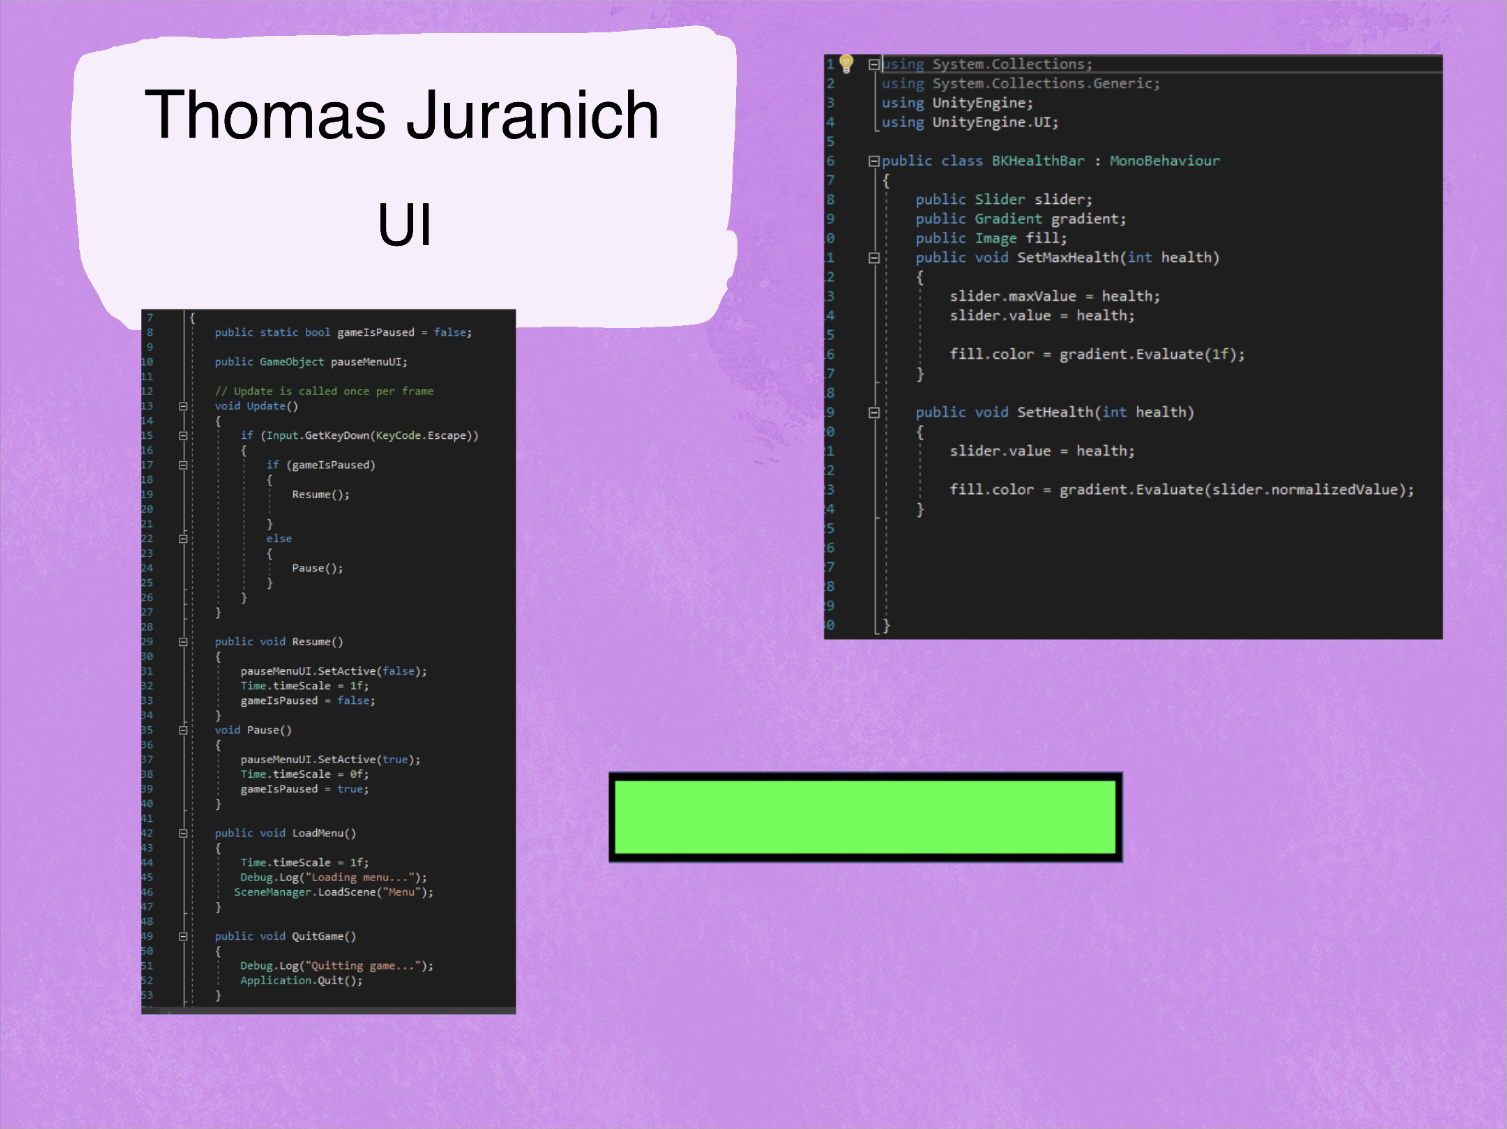 Thomas Juranich
UI
7 {
8 public static bool gameIsPaused = false;
9
10 public GameObject pauseMenuUI;
11
12 // Update is called once per frame
13 void Update()
14 {
15 if (Input.GetKeyDown(KeyCode.Escape))
16 {
17 if (gameIsPaused)
18 {
19 Resume();
20
21 }
22 else
23 {
24 Pause();
25 }
26 }
27 }
28
29 public void Resume()
30 {
31 pauseMenuUI.SetActive(false);
32 Time.timeScale = 1f;
33 gameIsPaused = false;
34 }
35 void Pause()
36 {
37 pauseMenuUI.SetActive(true);
38 Time.timeScale = 0f;
39 gameIsPaused = true;
40 }
41
42 public void LoadMenu()
43 {
44 Time.timeScale = 1f;
45 Debug.Log("Loading menu...");
46 SceneManager.LoadScene("Menu");
47 }
48
49 public void QuitGame()
50 {
51 Debug.Log("Quitting game...");
52 Application.Quit();
53 }
1 using System.Collections;
2 using System.Collections.Generic;
3 using UnityEngine;
4 using UnityEngine.UI;
5
6 public class BKHealthBar : MonoBehaviour
7 {
8 public Slider slider;
9 public Gradient gradient;
0 public Image fill;
1 public void SetMaxHealth(int health)
2 {
3 slider.maxValue = health;
4 slider.value = health;
5
6 fill.color = gradient.Evaluate(1f);
7 }
8
9 public void SetHealth(int health)
0 {
1 slider.value = health;
2
3 fill.color = gradient.Evaluate(slider.normalizedValue);
4 }
5
6
7
8
9
0 }